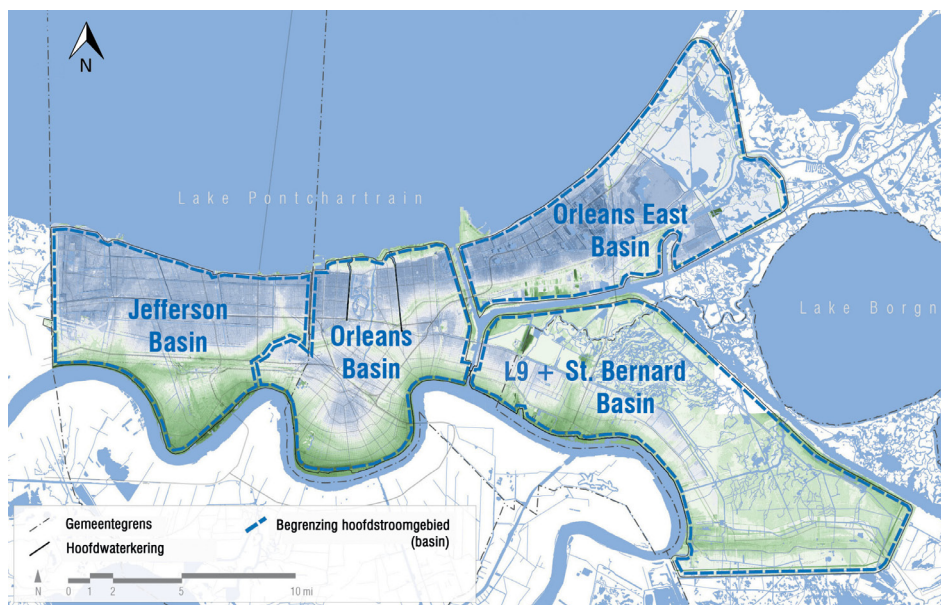 N
Lake Pontchartrain
Orleans East
Basin
Jefferson
Basin
Orleans
Basin
Lake Borgn
L9 + St. Bernard
Basin
Gemeentegrens
Hoofdwaterkering
Begrenzing hoofdstroomgebied
(basin)
N
0 1 2 5 10 mi